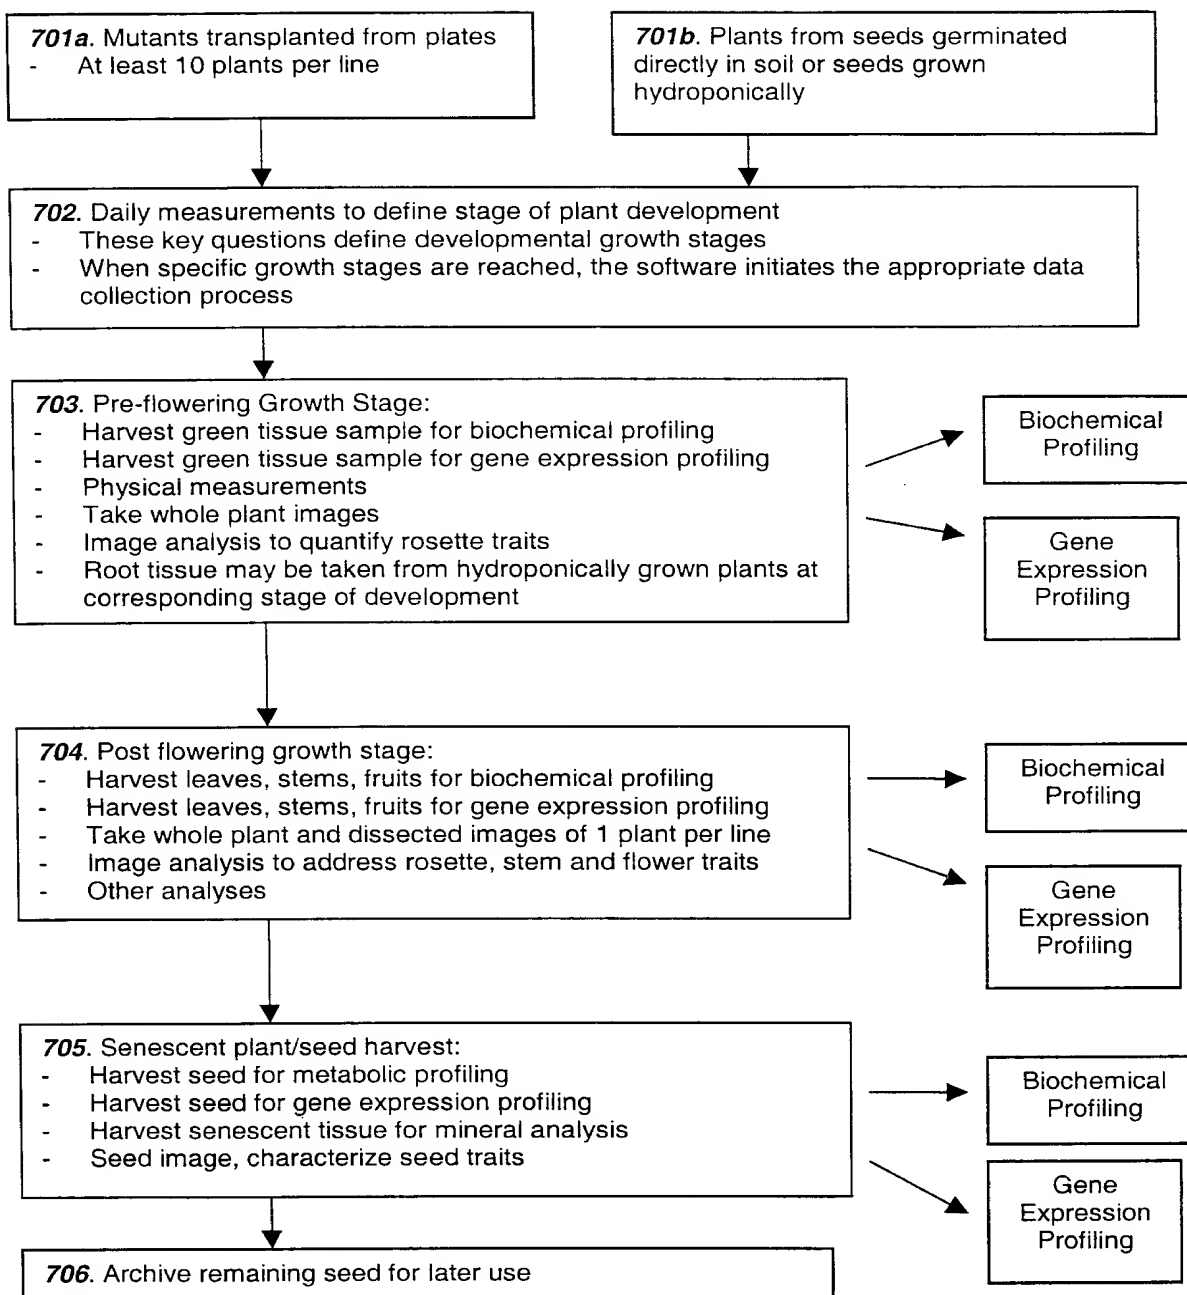 701a. Mutants transplanted from plates
- At least 10 plants per line
701b. Plants from seeds germinated
directly in soil or seeds grown
hydroponically
702. Daily measurements to define stage of plant development
- These key questions define developmental growth stages
- When specific growth stages are reached, the software initiates the appropriate data
collection process
703. Pre-flowering Growth Stage:
- Harvest green tissue sample for biochemical profiling
- Harvest green tissue sample for gene expression profiling
- Physical measurements
- Take whole plant images
- Image analysis to quantify rosette traits
- Root tissue may be taken from hydroponically grown plants at
corresponding stage of development
Biochemical
Profiling
Gene
Expression
Profiling
704. Post flowering growth stage:
- Harvest leaves, stems, fruits for biochemical profiling
- Harvest leaves, stems, fruits for gene expression profiling
- Take whole plant and dissected images of 1 plant per line
- Image analysis to address rosette, stem and flower traits
- Other analyses
Biochemical
Profiling
Gene
Expression
Profiling
705. Senescent plant/seed harvest:
- Harvest seed for metabolic profiling
- Harvest seed for gene expression profiling
- Harvest senescent tissue for mineral analysis
- Seed image, characterize seed traits
Biochemical
Profiling
Gene
Expression
Profiling
706. Archive remaining seed for later use